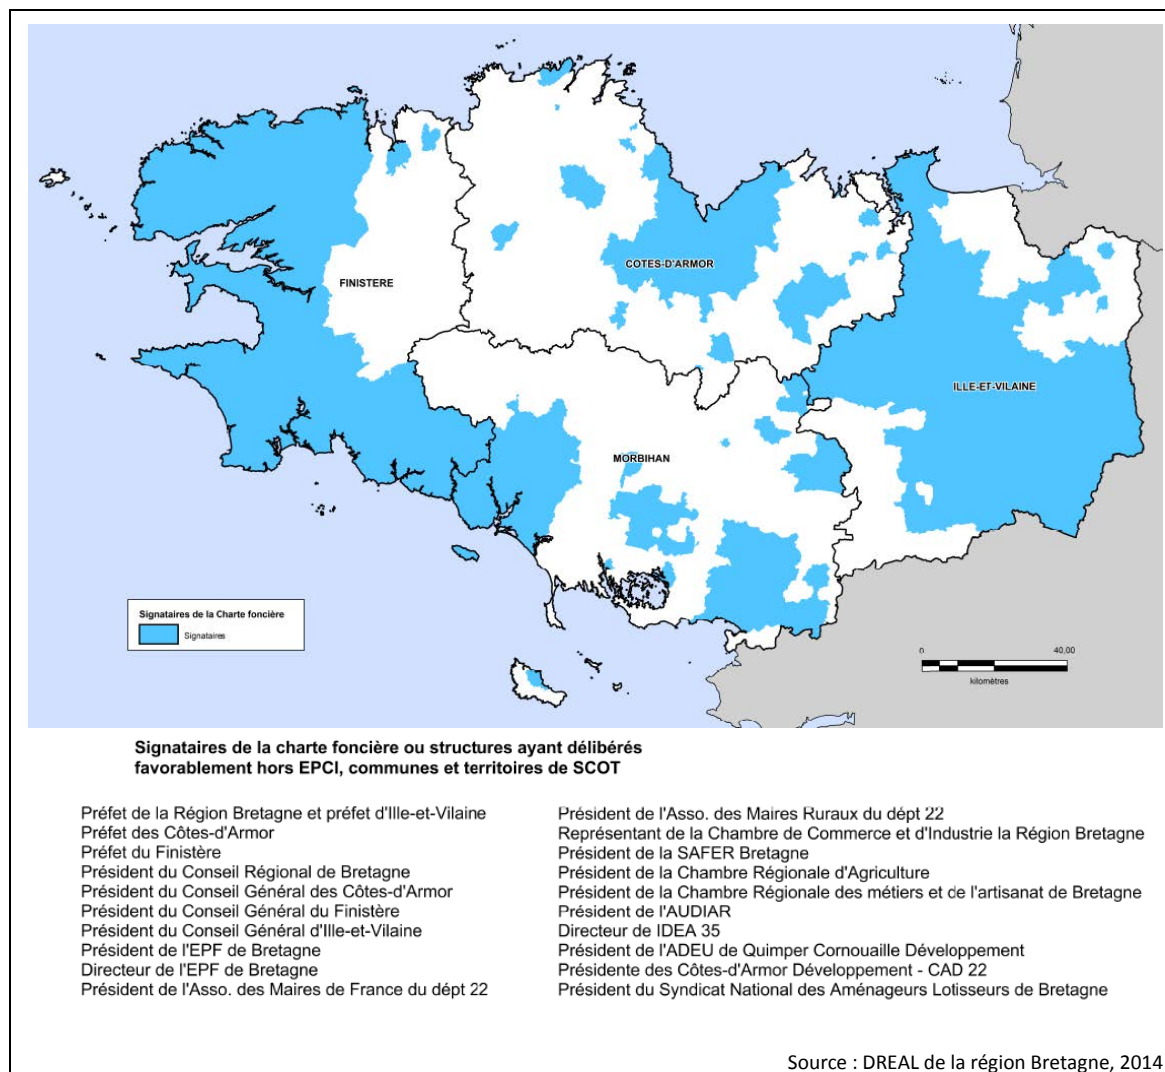 FINISTERE
COTES-D'ARMOR
ILLE-ET-VILAINE
MORBIHAN
Signataires de la Charte foncière
Signataires
0 40,00
kilomètres
Signataires de la charte foncière ou structures ayant délibérés
favorablement hors EPCI, communes et territoires de SCOT
Préfet de la Région Bretagne et préfet d'Ille-et-Vilaine
Préfet des Côtes-d'Armor
Préfet du Finistère
Président du Conseil Régional de Bretagne
Président du Conseil Général des Côtes-d'Armor
Président du Conseil Général du Finistère
Président du Conseil Général d'Ille-et-Vilaine
Président de l'EPF de Bretagne
Directeur de l'EPF de Bretagne
Président de l'Asso. des Maires de France du dépt 22
Président de l'Asso. des Maires Ruraux du dépt 22
Représentant de la Chambre de Commerce et d'Industrie la Région Bretagne
Président de la SAFER Bretagne
Président de la Chambre Régionale d'Agriculture
Président de la Chambre Régionale des métiers et de l'artisanat de Bretagne
Président de l'AUDIAR
Directeur de IDEA 35
Président de l'ADEU de Quimper Cornouaille Développement
Présidente des Côtes-d'Armor Développement - CAD 22
Président du Syndicat National des Aménageurs Lotisseurs de Bretagne
Source : DREAL de la région Bretagne, 2014